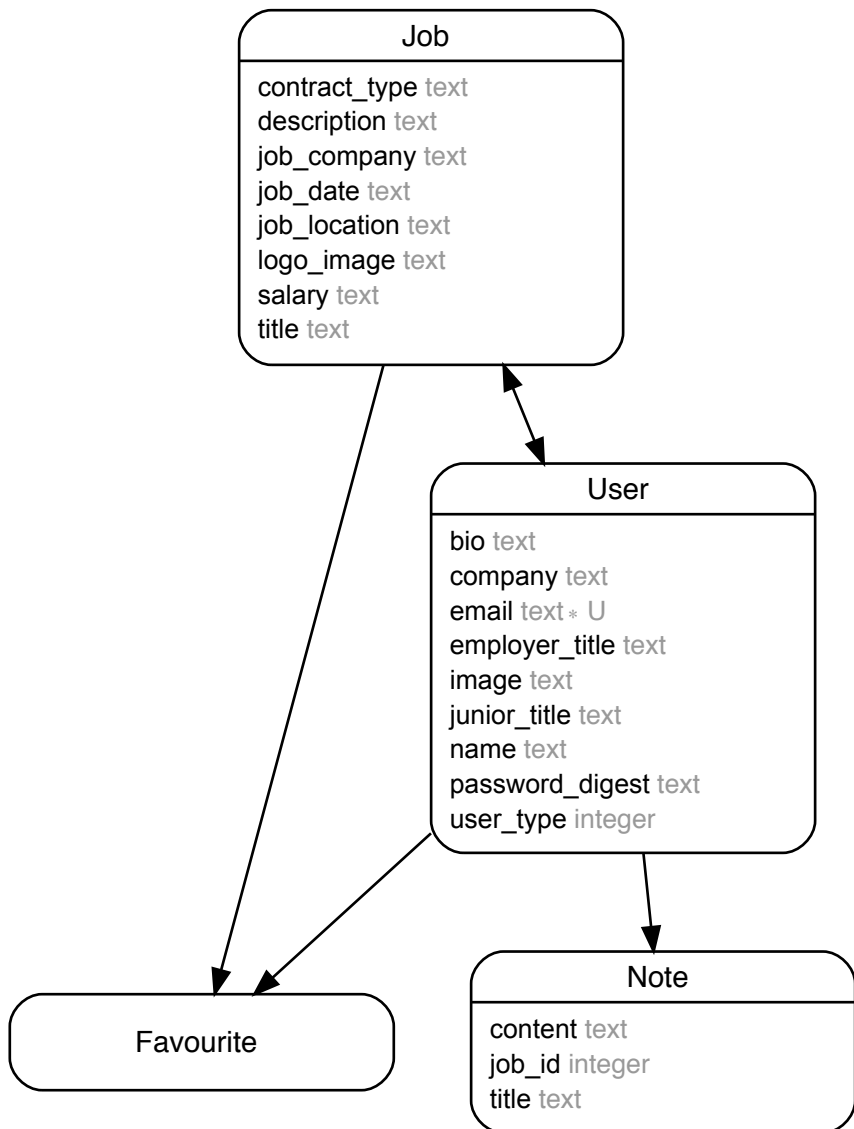 Job
contract_type text
description text
job_company text
job_date text
job_location text
logo_image text
salary text
title text
User
bio text
company text
email text* U
employer_title text
image text
junior_title text
name text
password_digest text
user_type integer
Favourite
Note
content text
job_id integer
title text